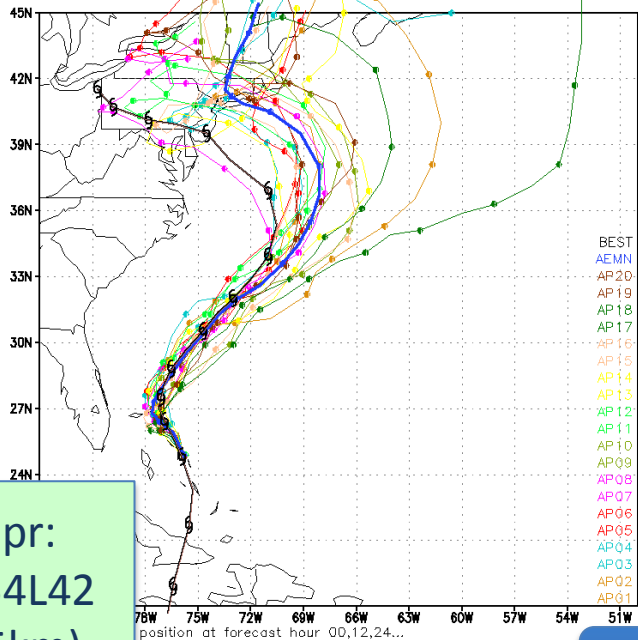 45N
42N
39N
36N
33N
30N
27N
24N
78W 75W 72W 69W 66W 63W 60W 57W 54W 51W
BEST
AEMN
AP20
AP19
AP18
AP17
AP16
AP15
AP14
AP13
AP12
AP11
AP10
AP09
AP08
AP07
AP06
AP05
AP04
AP03
AP02
AP01
position at forecast hour 00,12,24...
pr:
4L42
km)